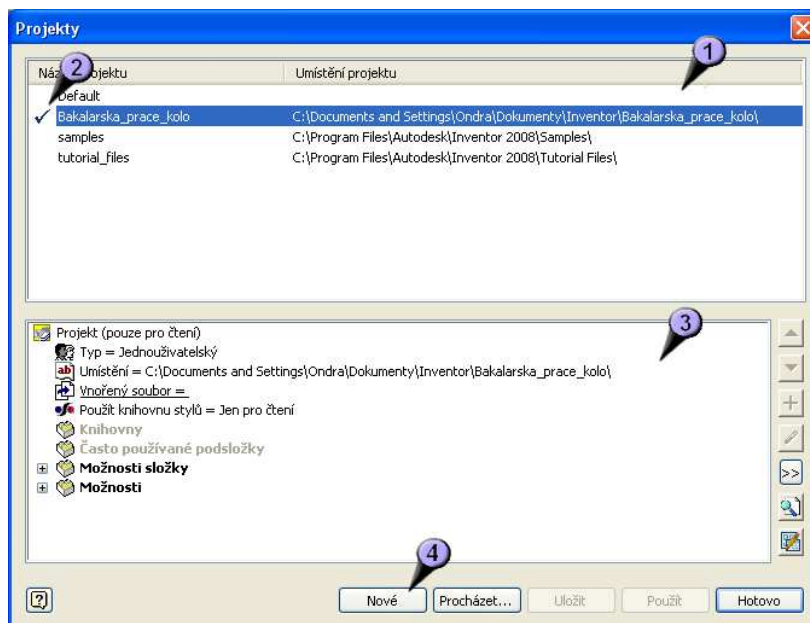 Projekty
1
2
Umístění projektu
Default
Bakalarska_prace_kolo C:\Documents and Settings\Ondra\Dokumenty\Inventor\Bakalarska_prace_kolo\
samples C:\Program Files\Autodesk\Inventor 2008\Samples\
tutorial_files C:\Program Files\Autodesk\Inventor 2008\Tutorial Files\
3
Projekt (pouze pro čtení)
Typ = Jednouživatelský
Umístění = C:\Documents and Settings\Ondra\Dokumenty\Inventor\Bakalarska_prace_kolo\
Vnořený soubor =
Použít knihovnu stylů = Jen pro čtení
Knihovny
Často používané podsložky
Možnosti složky
Možnosti
>>
4
Nové Procházet... Uložit Použít Hotovo